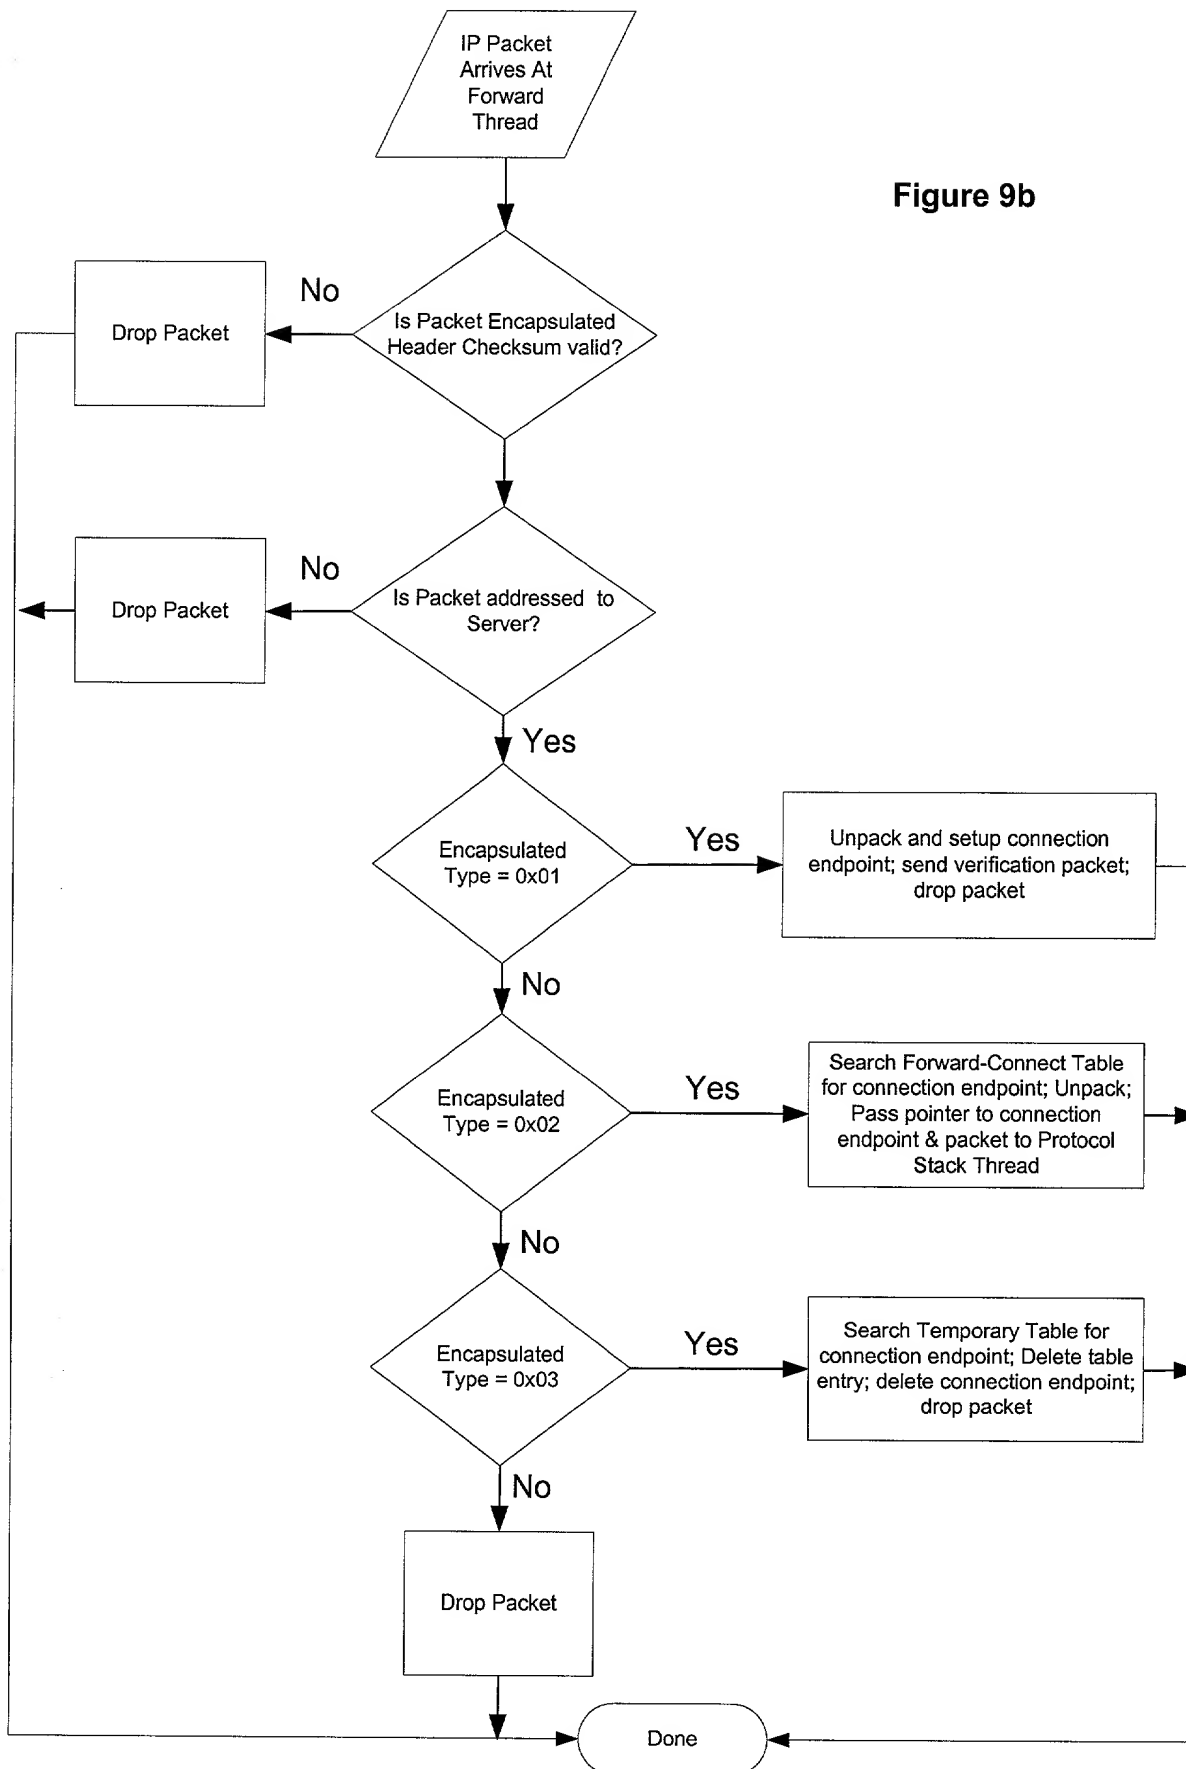 IP Packet
Arrives At
Forward
Thread
Figure 9b
No
Drop Packet
Is Packet Encapsulated
Header Checksum valid?
No
Drop Packet
Is Packet addressed to
Server?
Yes
Encapsulated
Type = 0x01
Yes
Unpack and setup connection
endpoint; send verification packet;
drop packet
No
Encapsulated
Type = 0x02
Yes
Search Forward-Connect Table
for connection endpoint; Unpack;
Pass pointer to connection
endpoint & packet to Protocol
Stack Thread
No
Encapsulated
Type = 0x03
Yes
Search Temporary Table for
connection endpoint; Delete table
entry; delete connection endpoint;
drop packet
No
Drop Packet
Done